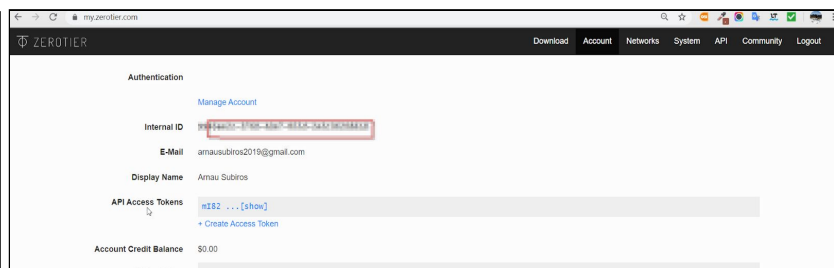 my.zerotier.com
ZEROTIER
Download Account Networks System API Community Logout
Authentication
Manage Account
Internal ID
E-Mail arnausubiros2019@gmail.com
Display Name Arnau Subiros
API Access Tokens mI82 ...[show]
+ Create Access Token
Account Credit Balance $0.00